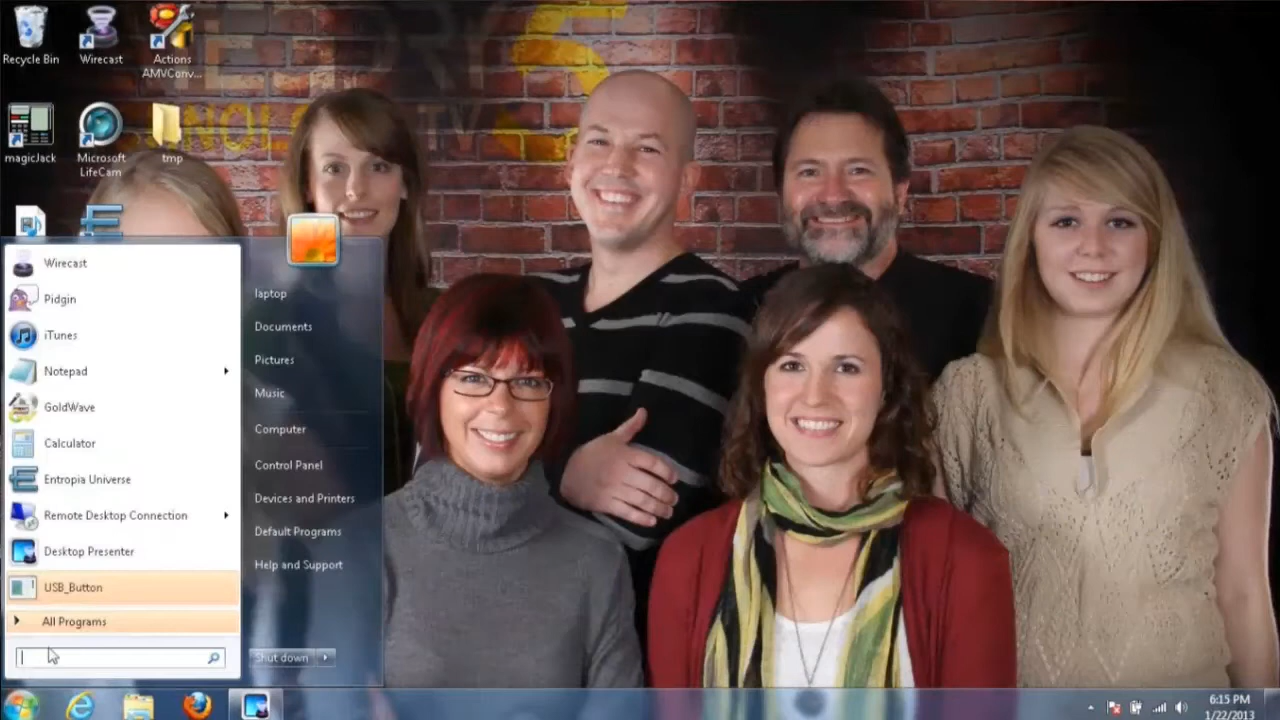 Recycle Bin
Wirecast
Actions
AMVConv...
magicJack
Microsoft
LifeCam
tmp
Wirecast
Pidgin
iTunes
Notepad
GoldWave
Calculator
Entropia Universe
Remote Desktop Connection
Desktop Presenter
USB_Button
All Programs
laptop
Documents
Pictures
Music
Computer
Control Panel
Devices and Printers
Default Programs
Help and Support
Shut down
6:15 PM
1/22/2013